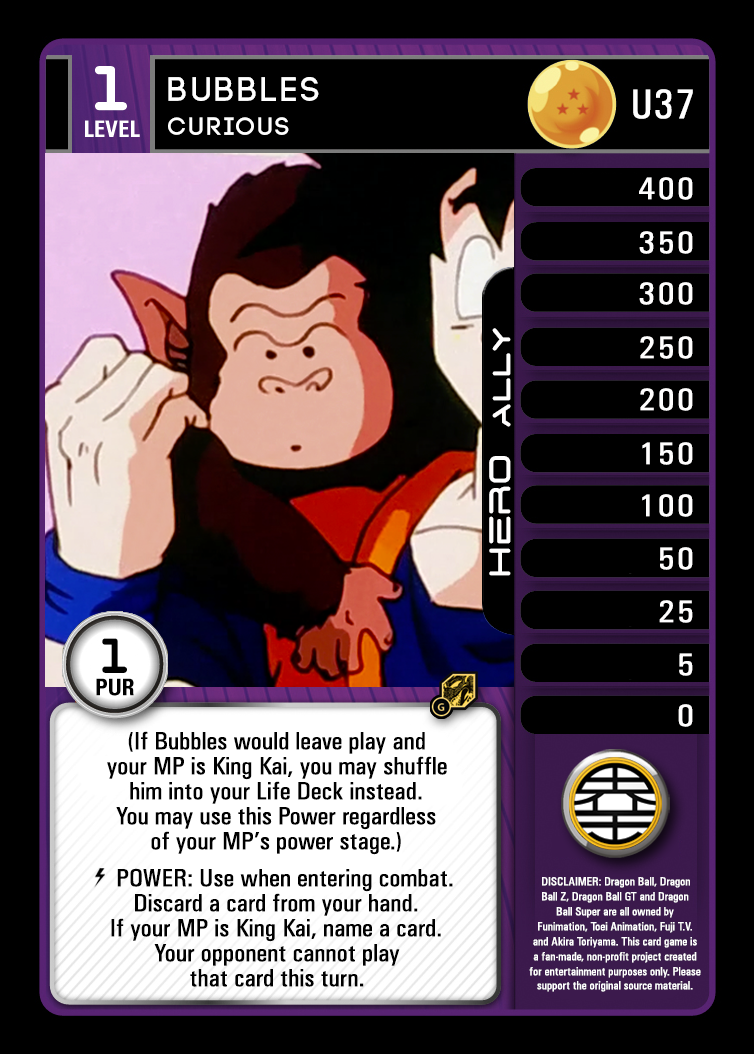 1
LEVEL
BUBBLES
CURIOUS
U37
400
350
300
250
200
150
100
50
25
5
0
HERO ALLY
1
PUR
G
(If Bubbles would leave play and
your MP is King Kai, you may shuffle
him into your Life Deck instead.
You may use this Power regardless
of your MP's power stage.)
POWER: Use when entering combat.
Discard a card from your hand.
If your MP is King Kai, name a card.
Your opponent cannot play
that card this turn.
DISCLAIMER: Dragon Ball, Dragon
Ball Z, Dragon Ball GT and Dragon
Ball Super are all owned by
Funimation, Toei Animation, Fuji T.V.
and Akira Toriyama. This card game is
a fan-made, non-profit project created
for entertainment purposes only. Please
support the original source material.